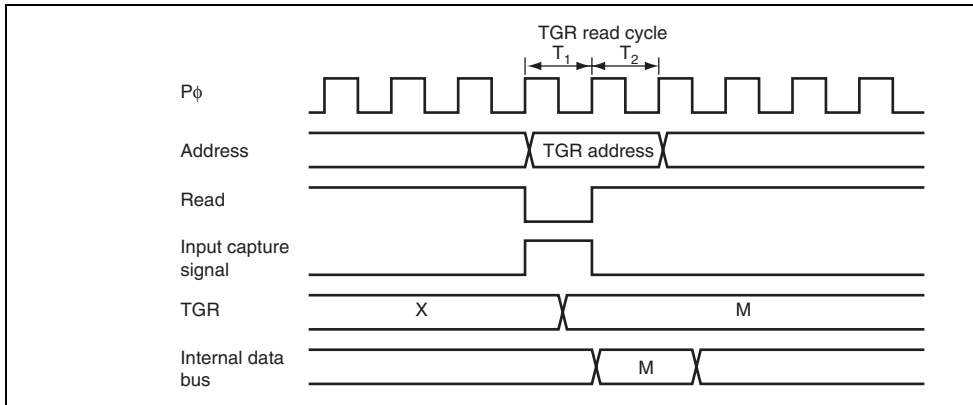 TGR read cycle
T₁ T₂
Pφ
Address TGR address
Read
Input capture
signal
TGR X M
Internal data
bus M